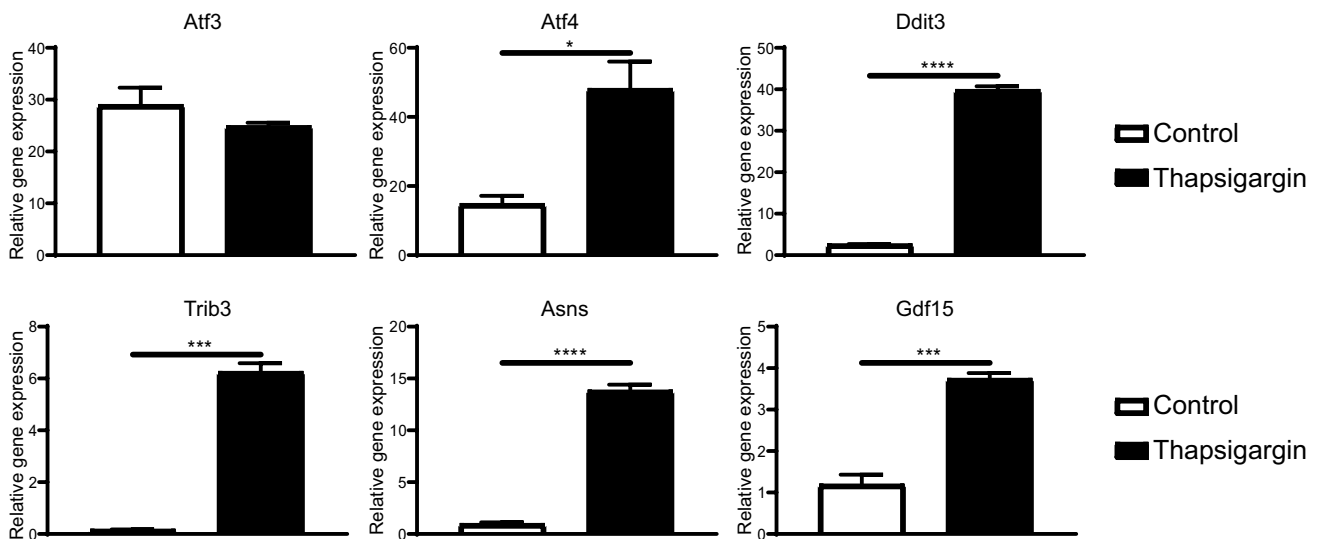 Atf3
Relative gene expression
40
30
20
10
0
Atf4
Relative gene expression
60
40
20
0
*
Ddit3
Relative gene expression
50
40
30
20
10
0
****
Control
Thapsigargin
Trib3
Relative gene expression
8
6
4
2
0
***
Asns
Relative gene expression
20
15
10
5
0
****
Gdf15
Relative gene expression
5
4
3
2
1
0
***
Control
Thapsigargin